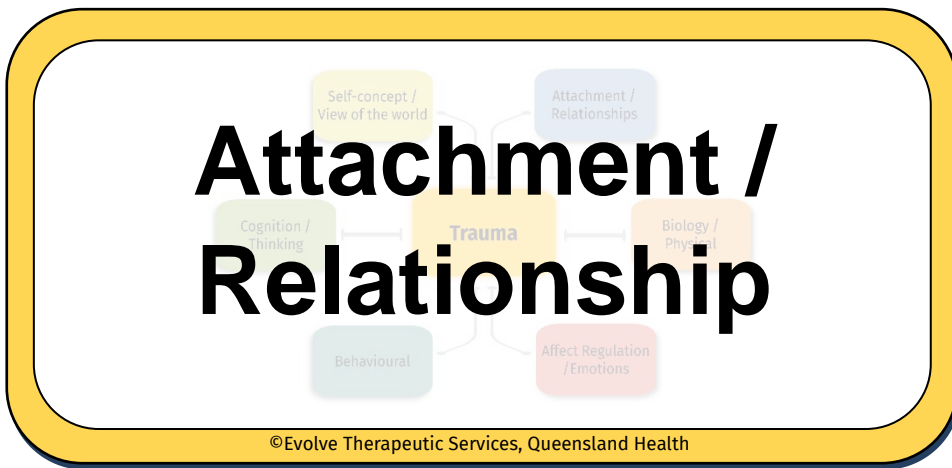 Attachment /
Relationship
Self-concept /
View of the world
Attachment /
Relationships
Cognition /
Thinking
Trauma
Biology /
Physical
Behavioural
Affect Regulation
/Emotions
©Evolve Therapeutic Services, Queensland Health